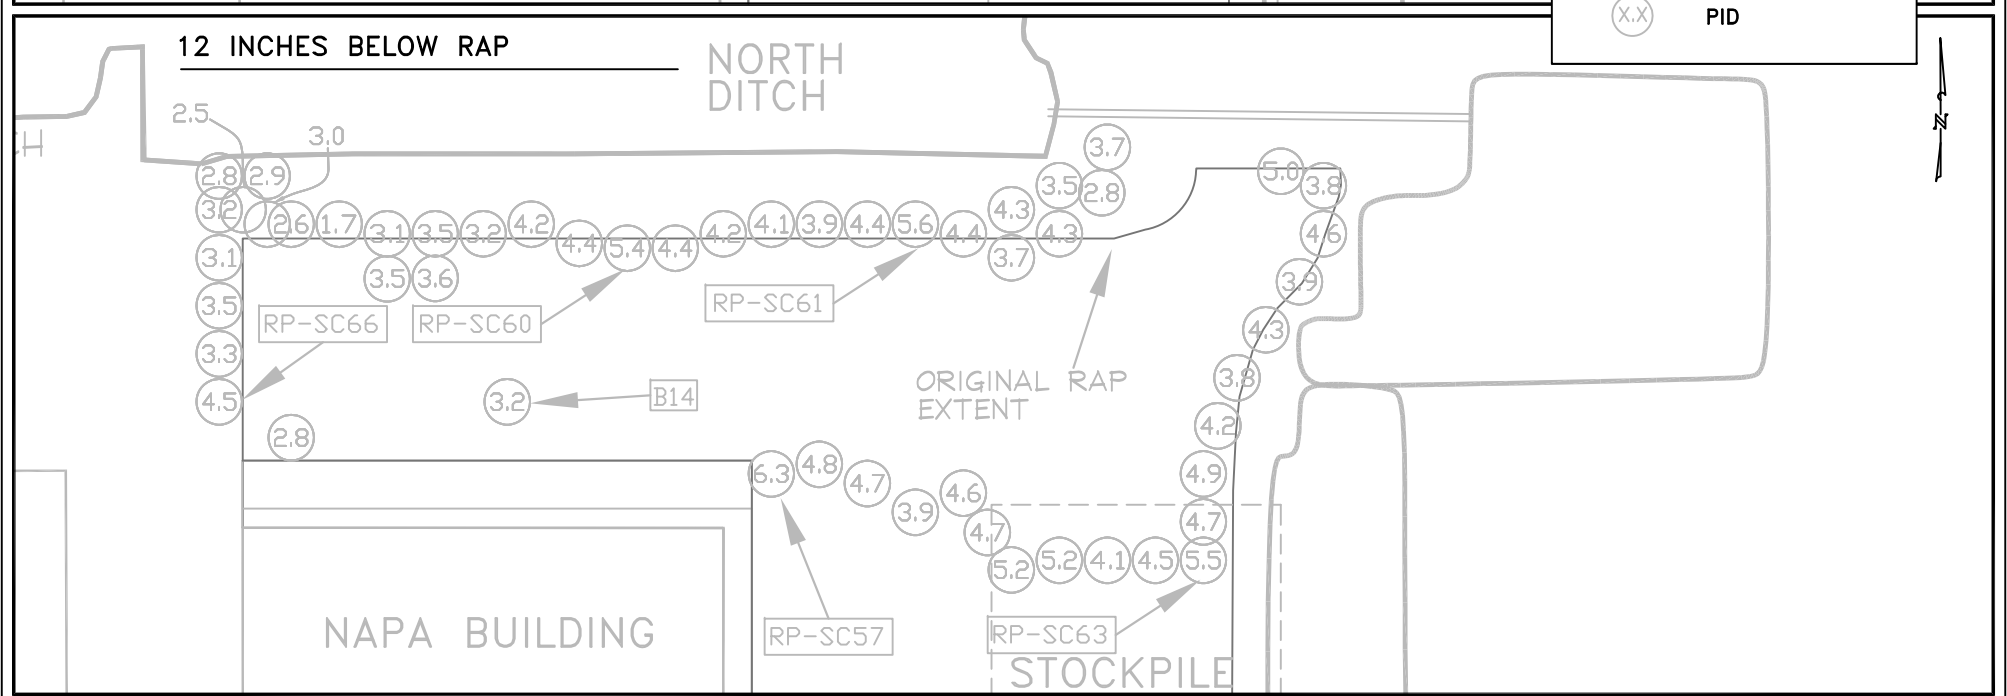 X.X PID
12 INCHES BELOW RAP
NORTH
DITCH
N
2.5
3.0
3.7
2.8 2.9
3.5 2.8
5.0 3.8
3.2
2.6 1.7 3.1 3.5 3.2 4.2 4.4 5.4 4.4 4.2 4.1 3.9 4.4 5.6 4.4 4.3 4.3
4.6
3.1
3.7
3.5 3.6
3.9
3.5
RP-SC61
RP-SC66
RP-SC60
4.3
3.3
ORIGINAL RAP
EXTENT
3.8
4.5
3.2
B14
4.2
2.8
6.3 4.8 4.7 3.9 4.6 4.7
4.9
4.7
5.2 5.2 4.1 4.5 5.5
NAPA BUILDING
RP-SC57
RP-SC63
STOCKPILE